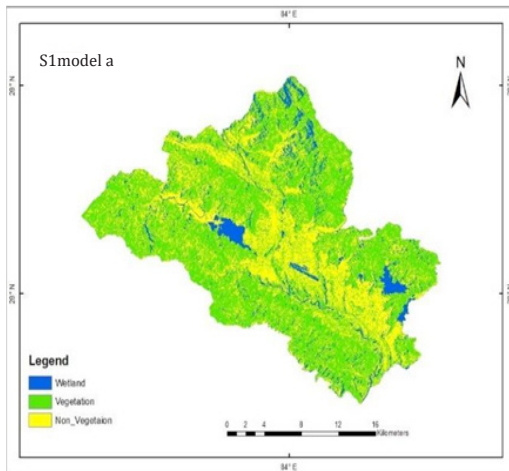 84° E
S1model a
N
28° N
28° N
Legend
Wetland
Vegetation
Non_Vegetaion
0 2 4 8 12 16
Kilometers
84° E